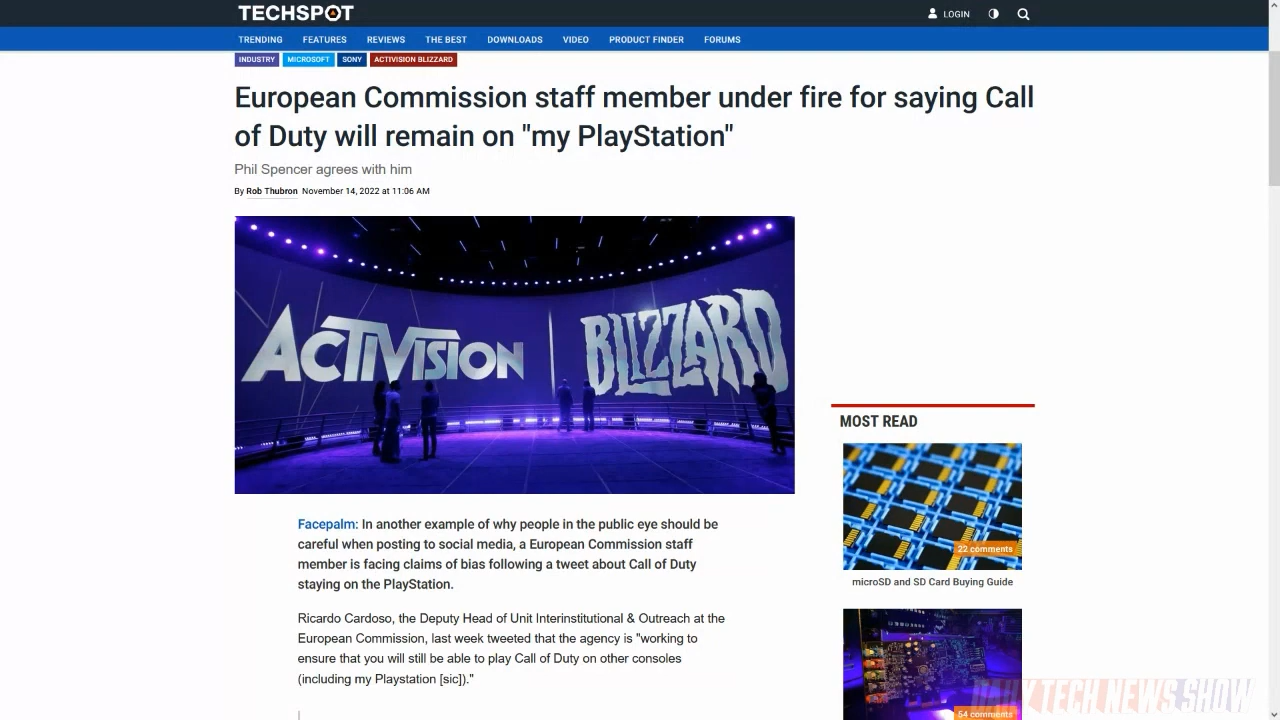 TECHSPOT
LOGIN
TRENDING FEATURES REVIEWS THE BEST DOWNLOADS VIDEO PRODUCT FINDER FORUMS
INDUSTRY MICROSOFT SONY ACTIVISION BLIZZARD
European Commission staff member under fire for saying Call
of Duty will remain on "my PlayStation"
Phil Spencer agrees with him
By Rob Thubron November 14, 2022 at 11:06 AM
ACTIVISION BLIZZARD
Facepalm: In another example of why people in the public eye should be
careful when posting to social media, a European Commission staff
member is facing claims of bias following a tweet about Call of Duty
staying on the PlayStation.
Ricardo Cardoso, the Deputy Head of Unit Interinstitutional & Outreach at the
European Commission, last week tweeted that the agency is "working to
ensure that you will still be able to play Call of Duty on other consoles
(including my Playstation [sic])."
MOST READ
22 comments
microSD and SD Card Buying Guide
54 comments
DAILY TECH NEWS SHOW